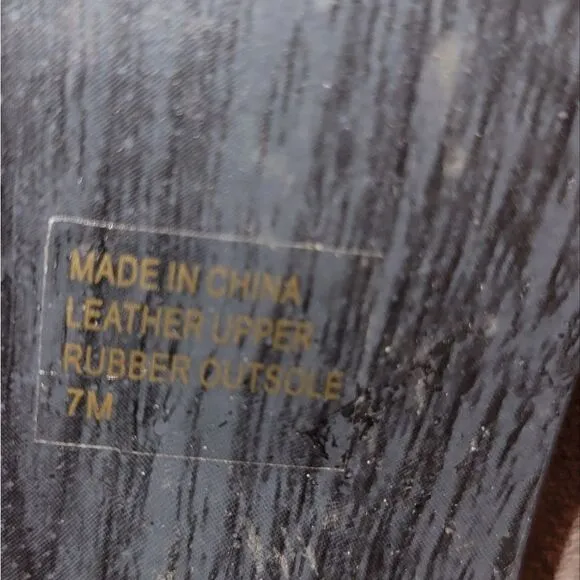 MADE IN CHINA
LEATHER UPPER
RUBBER OUTSOLE
7M